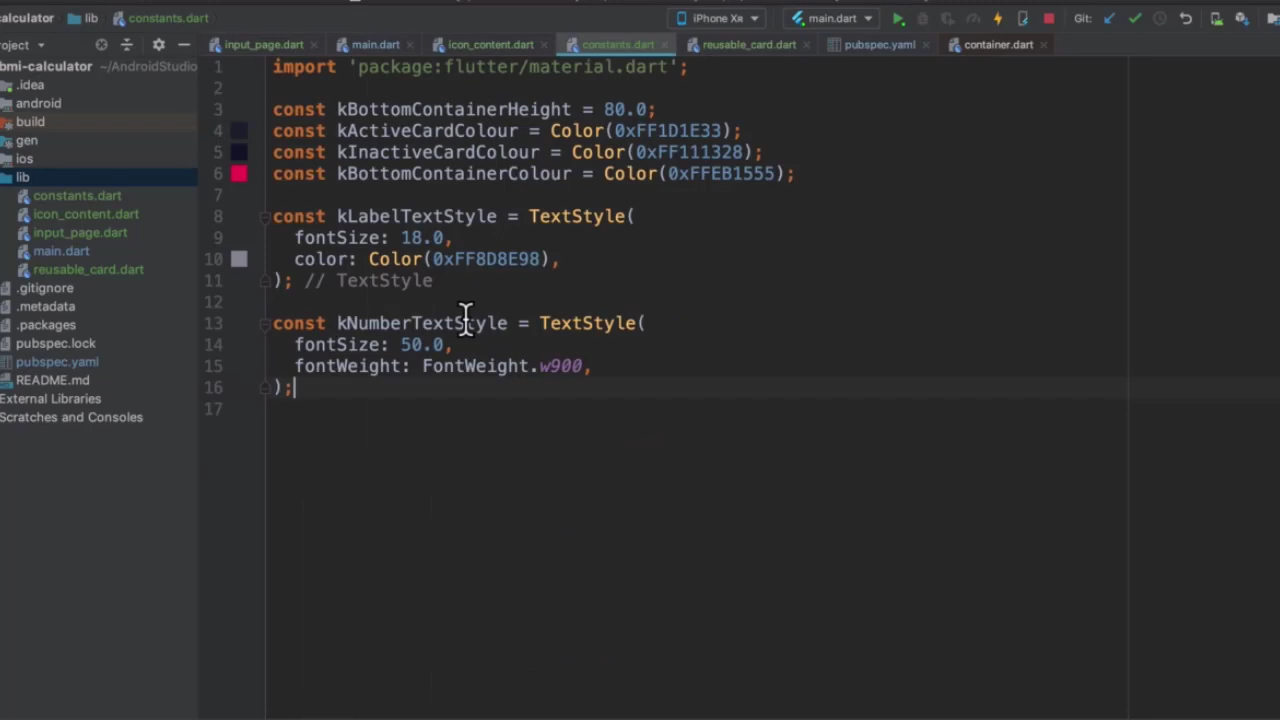 calculator lib constants.dart iPhone Xʀ main.dart Git:
roject input_page.dart main.dart icon_content.dart constants.dart reusable_card.dart pubspec.yaml container.dart
bmi-calculator ~/AndroidStudio
.idea
android
build
gen
ios
lib
constants.dart
icon_content.dart
input_page.dart
main.dart
reusable_card.dart
.gitignore
.metadata
.packages
pubspec.lock
pubspec.yaml
README.md
External Libraries
Scratches and Consoles
1 import 'package:flutter/material.dart';
2
3 const kBottomContainerHeight = 80.0;
4 const kActiveCardColour = Color(0xFF1D1E33);
5 const kInactiveCardColour = Color(0xFF111328);
6 const kBottomContainerColour = Color(0xFFEB1555);
7
8 const kLabelTextStyle = TextStyle(
9 fontSize: 18.0,
10 color: Color(0xFF8D8E98),
11 ); // TextStyle
12
13 const kNumberTextStyle = TextStyle(
14 fontSize: 50.0,
15 fontWeight: FontWeight.w900,
16 );
17